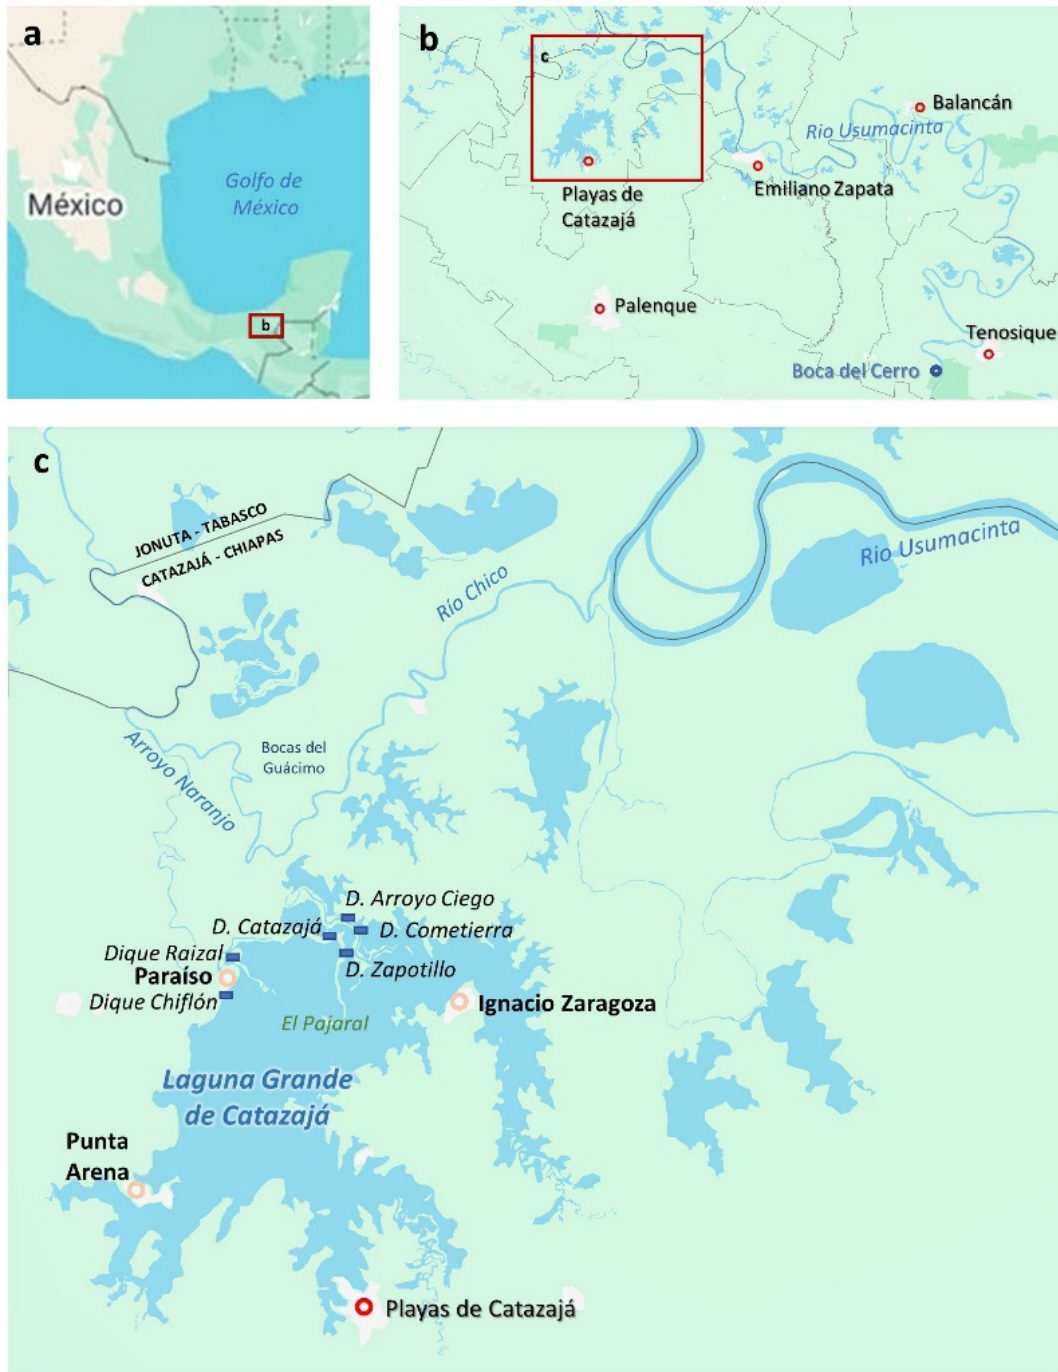 a
México
Golfo de
México
b
b
c
Balancán
Rio Usumacinta
Emiliano Zapata
Playas de
Catazajá
Palenque
Tenosique
Boca del Cerro
c
JONUTA - TABASCO
CATAZAJÁ - CHIAPAS
Río Chico
Rio Usumacinta
Arroyo Naranjo
Bocas del
Guácimo
D. Arroyo Ciego
D. Catazajá
D. Cometierra
Dique Raizal
D. Zapotillo
Paraíso
Dique Chiflón
Ignacio Zaragoza
El Pajaral
Laguna Grande
de Catazajá
Punta
Arena
Playas de Catazajá